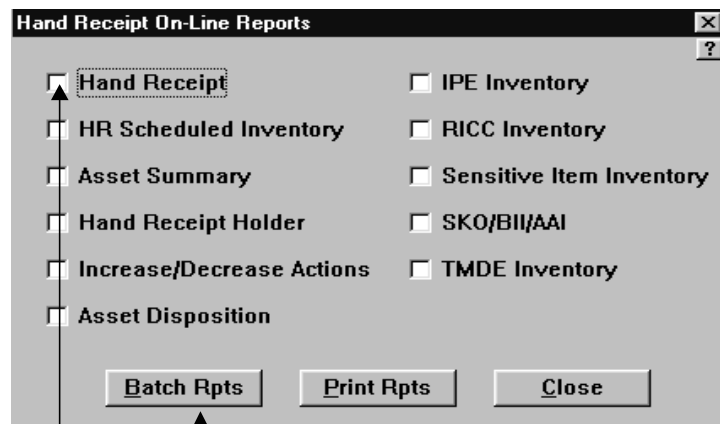 Hand Receipt On-Line Reports
?
Hand Receipt
IPE Inventory
HR Scheduled Inventory
RICC Inventory
Asset Summary
Sensitive Item Inventory
Hand Receipt Holder
SKO/BII/AAI
Increase/Decrease Actions
TMDE Inventory
Asset Disposition
Batch Rpts
Print Rpts
Close